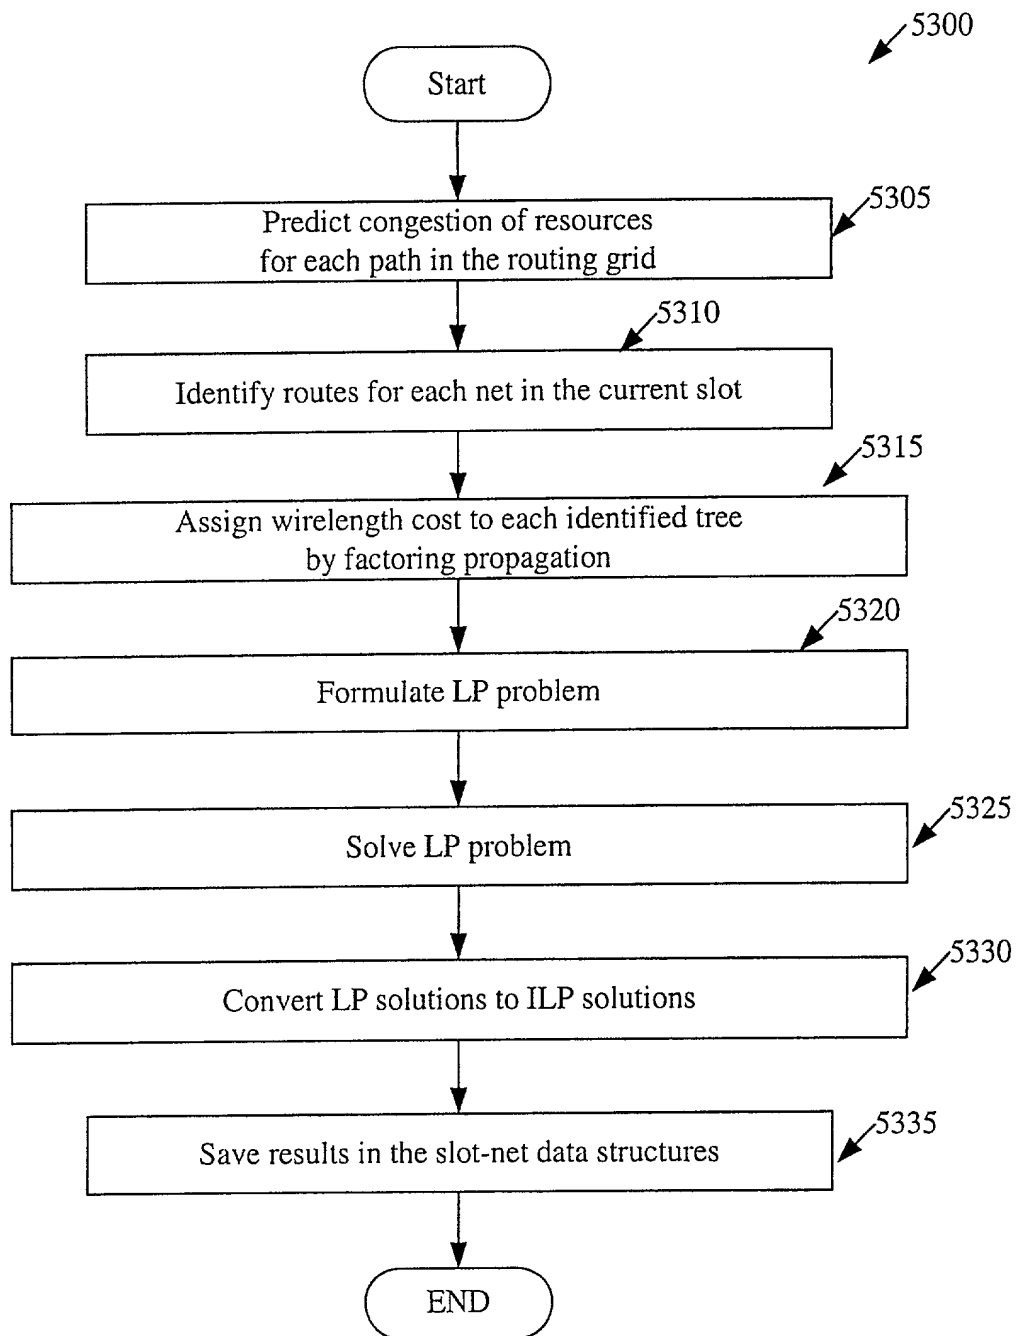 5300
Start
5305
Predict congestion of resources
for each path in the routing grid
5310
Identify routes for each net in the current slot
5315
Assign wirelength cost to each identified tree
by factoring propagation
5320
Formulate LP problem
5325
Solve LP problem
5330
Convert LP solutions to ILP solutions
5335
Save results in the slot-net data structures
END